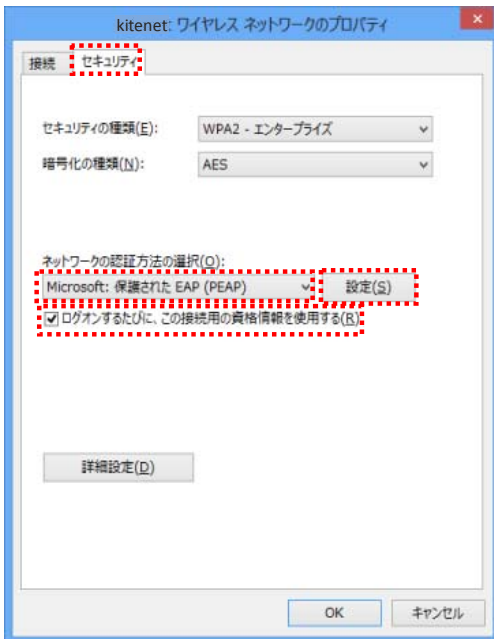 kitenet: ワイヤレス ネットワークのプロパティ
接続 セキュリティ
セキュリティの種類(E): WPA2 - エンタープライズ
暗号化の種類(N): AES
ネットワークの認証方法の選択(O):
Microsoft: 保護された EAP (PEAP) 設定(S)
ログオンするたびに、この接続用の資格情報を使用する(R)
詳細設定(D)
OK キャンセル